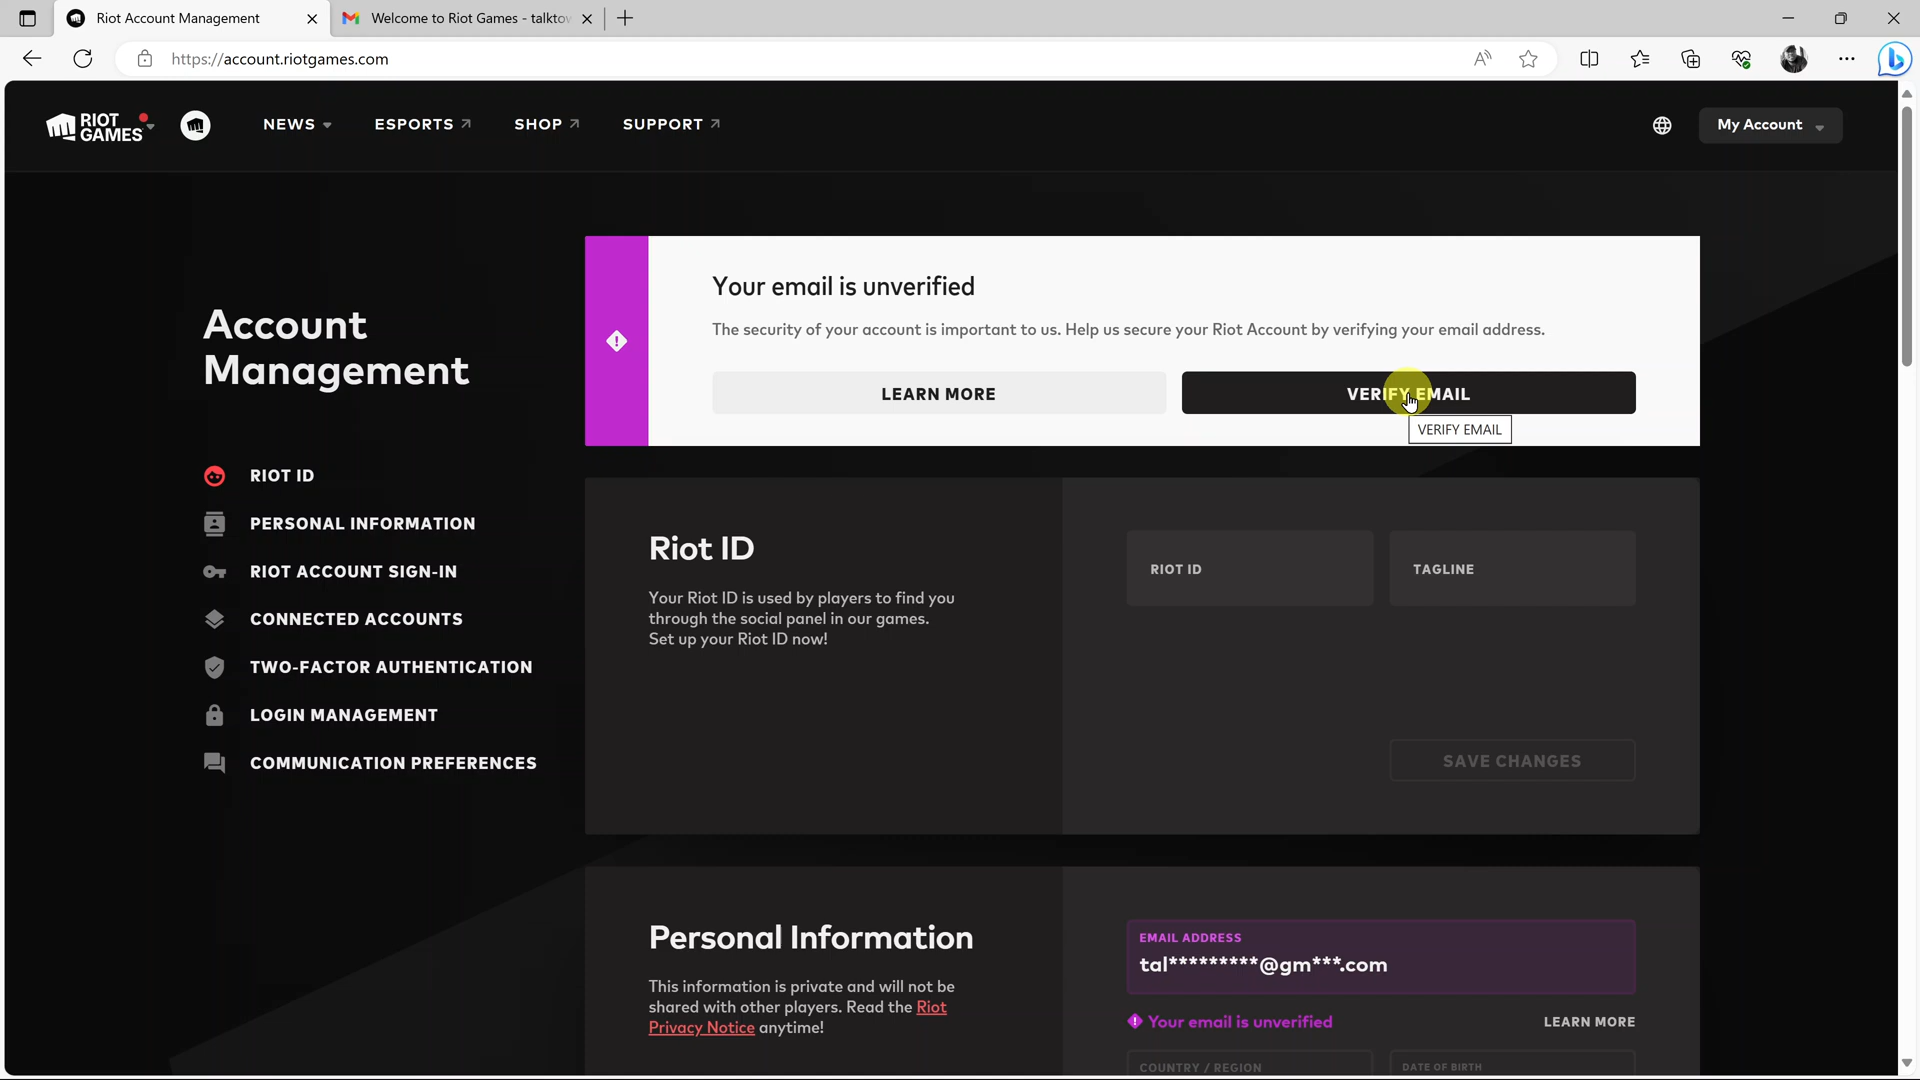 Riot Account Management
Welcome to Riot Games - talktov
https://account.riotgames.com
RIOT GAMES
NEWS
ESPORTS
SHOP
SUPPORT
My Account
Account
Management
RIOT ID
PERSONAL INFORMATION
RIOT ACCOUNT SIGN-IN
CONNECTED ACCOUNTS
TWO-FACTOR AUTHENTICATION
LOGIN MANAGEMENT
COMMUNICATION PREFERENCES
Your email is unverified
The security of your account is important to us. Help us secure your Riot Account by verifying your email address.
LEARN MORE
VERIFY EMAIL
VERIFY EMAIL
Riot ID
Your Riot ID is used by players to find you
through the social panel in our games.
Set up your Riot ID now!
RIOT ID
TAGLINE
SAVE CHANGES
Personal Information
This information is private and will not be
shared with other players. Read the Riot
Privacy Notice anytime!
EMAIL ADDRESS
tal*********@gm***.com
Your email is unverified
LEARN MORE
COUNTRY / REGION
DATE OF BIRTH